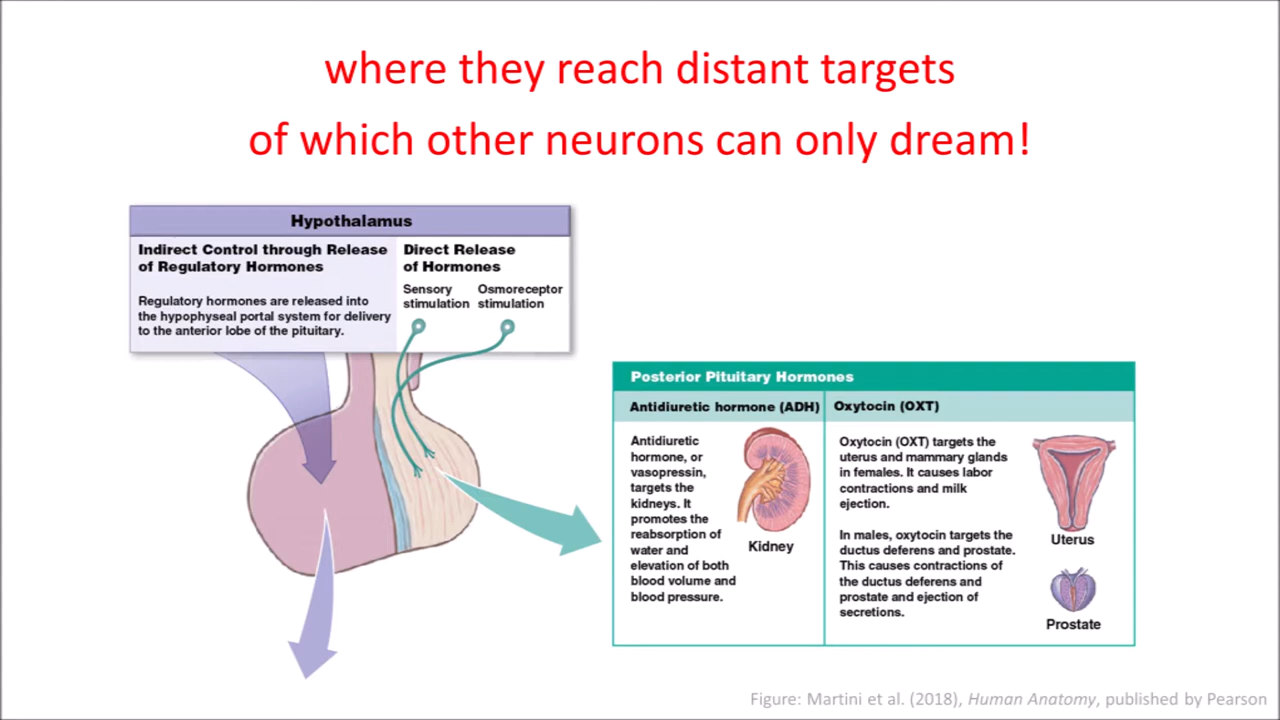 where they reach distant targets
of which other neurons can only dream!
Hypothalamus
Indirect Control through Release
of Regulatory Hormones
Regulatory hormones are released into
the hypophyseal portal system for delivery
to the anterior lobe of the pituitary.
Direct Release
of Hormones
Sensory
stimulation
Osmoreceptor
stimulation
Posterior Pituitary Hormones
Antidiuretic hormone (ADH)
Antidiuretic
hormone, or
vasopressin,
targets the
kidneys. It
promotes the
reabsorption of
water and
elevation of both
blood volume and
blood pressure.
Kidney
Oxytocin (OXT)
Oxytocin (OXT) targets the
uterus and mammary glands
in females. It causes labor
contractions and milk
ejection.
In males, oxytocin targets the
ductus deferens and prostate.
This causes contractions of
the ductus deferens and
prostate and ejection of
secretions.
Uterus
Prostate
Figure: Martini et al. (2018), Human Anatomy, published by Pearson